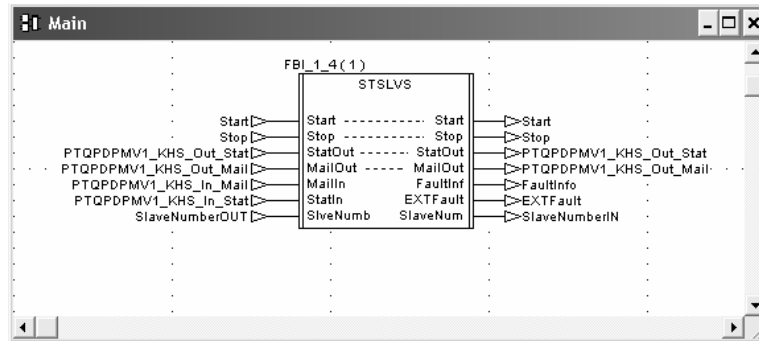 Main
FBI_1_4(1)
STSLVS
Start Start ---------- Start Start
Stop Stop ---------- Stop Stop
PTQPDPMV1_KHS_Out_Stat StatOut ------- StatOut PTQPDPMV1_KHS_Out_Stat
PTQPDPMV1_KHS_Out_Mail MailOut ------ MailOut PTQPDPMV1_KHS_Out_Mail
PTQPDPMV1_KHS_In_Mail MailIn FaultInf FaultInfo
PTQPDPMV1_KHS_In_Stat StatIn EXTFault EXTFault
SlaveNumberOUT SlveNumb SlaveNum SlaveNumberIN